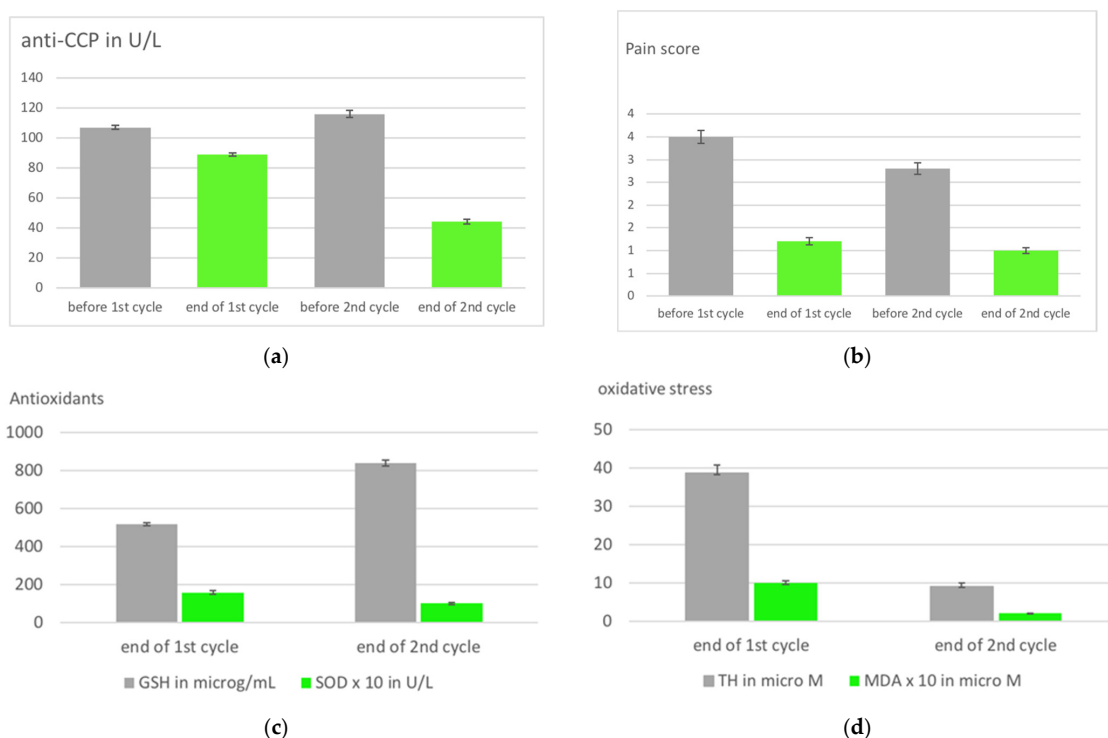 anti-CCP in U/L
140
120
100
80
60
40
20
0
before 1st cycle end of 1st cycle before 2nd cycle end of 2nd cycle
(a)
Pain score
4
4
3
3
2
2
1
1
0
before 1st cycle end of 1st cycle before 2nd cycle end of 2nd cycle
(b)
Antioxidants
1000
800
600
400
200
0
end of 1st cycle end of 2nd cycle
GSH in microg/mL SOD x 10 in U/L
(c)
oxidative stress
50
40
30
20
10
0
end of 1st cycle end of 2nd cycle
TH in micro M MDA x 10 in micro M
(d)